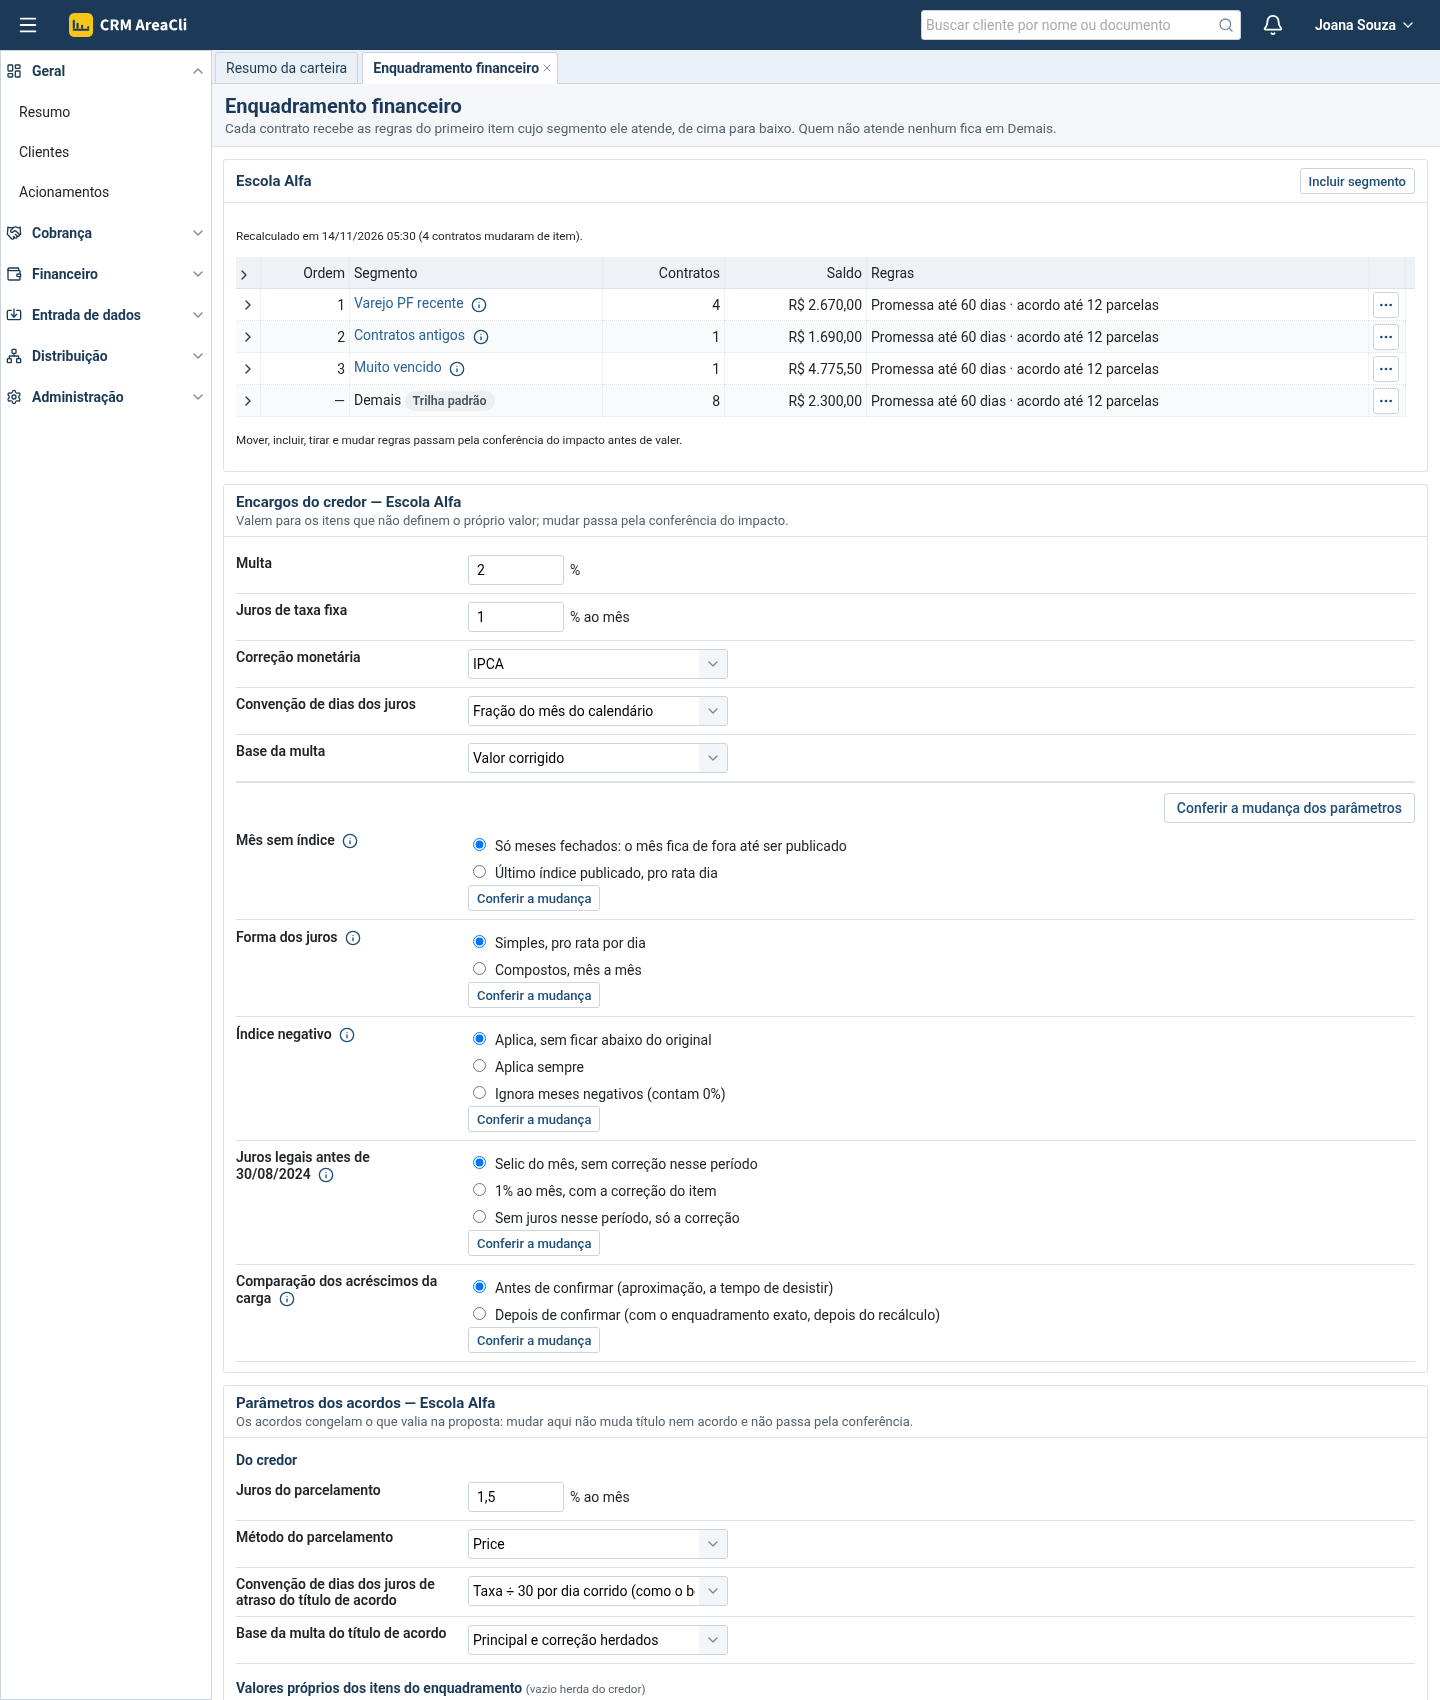 CRM AreaCli
Buscar cliente por nome ou documento
Joana Souza
Geral
Resumo
Clientes
Acionamentos
Cobrança
Financeiro
Entrada de dados
Distribuição
Administração
Resumo da carteira
Enquadramento financeiro
Enquadramento financeiro
Cada contrato recebe as regras do primeiro item cujo segmento ele atende, de cima para baixo. Quem não atende nenhum fica em Demais.
Escola Alfa
Incluir segmento
Recalculado em 14/11/2026 05:30 (4 contratos mudaram de item).
Ordem Segmento Contratos Saldo Regras
1 Varejo PF recente 4 R$ 2.670,00 Promessa até 60 dias · acordo até 12 parcelas
2 Contratos antigos 1 R$ 1.690,00 Promessa até 60 dias · acordo até 12 parcelas
3 Muito vencido 1 R$ 4.775,50 Promessa até 60 dias · acordo até 12 parcelas
— Demais Trilha padrão 8 R$ 2.300,00 Promessa até 60 dias · acordo até 12 parcelas
Mover, incluir, tirar e mudar regras passam pela conferência do impacto antes de valer.
Encargos do credor — Escola Alfa
Valem para os itens que não definem o próprio valor; mudar passa pela conferência do impacto.
Multa 2 %
Juros de taxa fixa 1 % ao mês
Correção monetária IPCA
Convenção de dias dos juros Fração do mês do calendário
Base da multa Valor corrigido
Conferir a mudança dos parâmetros
Mês sem índice
Só meses fechados: o mês fica de fora até ser publicado
Último índice publicado, pro rata dia
Conferir a mudança
Forma dos juros
Simples, pro rata por dia
Compostos, mês a mês
Conferir a mudança
Índice negativo
Aplica, sem ficar abaixo do original
Aplica sempre
Ignora meses negativos (contam 0%)
Conferir a mudança
Juros legais antes de
30/08/2024
Selic do mês, sem correção nesse período
1% ao mês, com a correção do item
Sem juros nesse período, só a correção
Conferir a mudança
Comparação dos acréscimos da
carga
Antes de confirmar (aproximação, a tempo de desistir)
Depois de confirmar (com o enquadramento exato, depois do recálculo)
Conferir a mudança
Parâmetros dos acordos — Escola Alfa
Os acordos congelam o que valia na proposta: mudar aqui não muda título nem acordo e não passa pela conferência.
Do credor
Juros do parcelamento 1,5 % ao mês
Método do parcelamento Price
Convenção de dias dos juros de
atraso do título de acordo
Taxa ÷ 30 por dia corrido (como o b
Base da multa do título de acordo Principal e correção herdados
Valores próprios dos itens do enquadramento (vazio herda do credor)